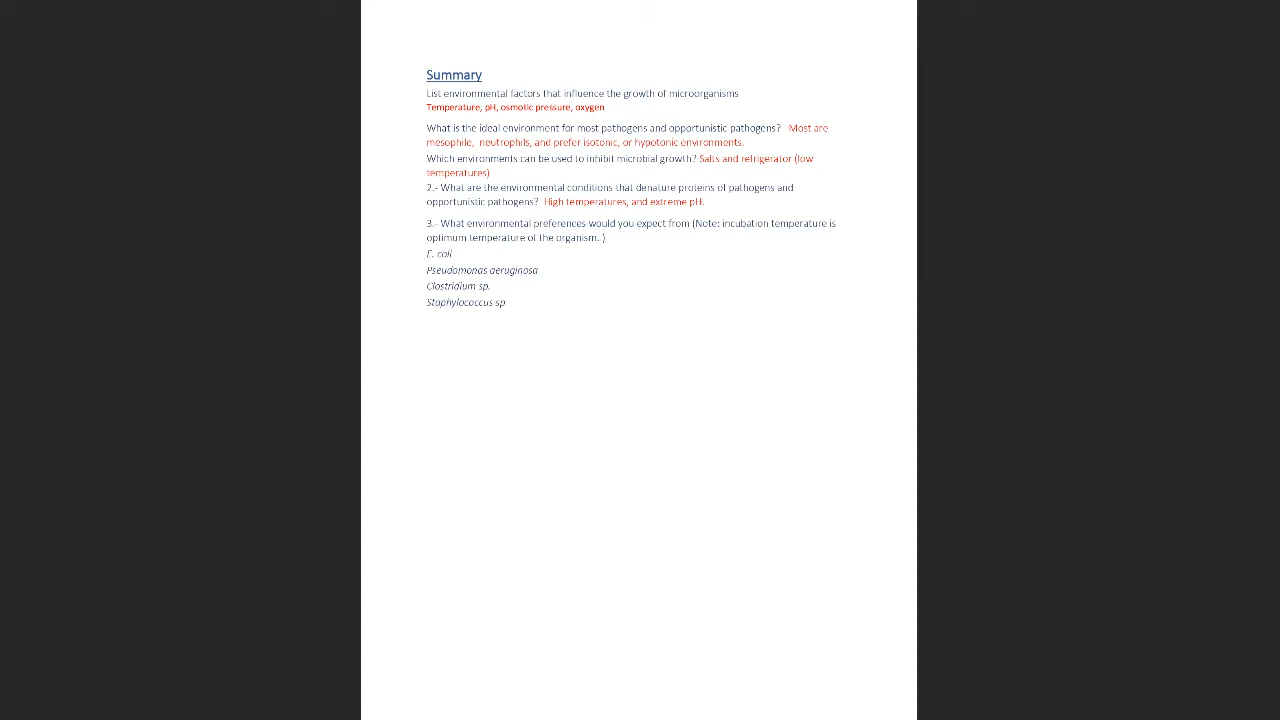 Summary
List environmental factors that influence the growth of microorganisms
Temperature, pH, osmotic pressure, oxygen
What is the ideal environment for most pathogens and opportunistic pathogens? Most are
mesophile, neutrophils, and prefer isotonic, or hypotonic environments.
Which environments can be used to inhibit microbial growth? Salts and refrigerator (low
temperatures)
2.- What are the environmental conditions that denature proteins of pathogens and
opportunistic pathogens? High temperatures, and extreme pH.
3.- What environmental preferences would you expect from (Note: incubation temperature is
optimum temperature of the organism. )
E. coli
Pseudomonas aeruginosa
Clostridium sp.
Staphylococcus sp